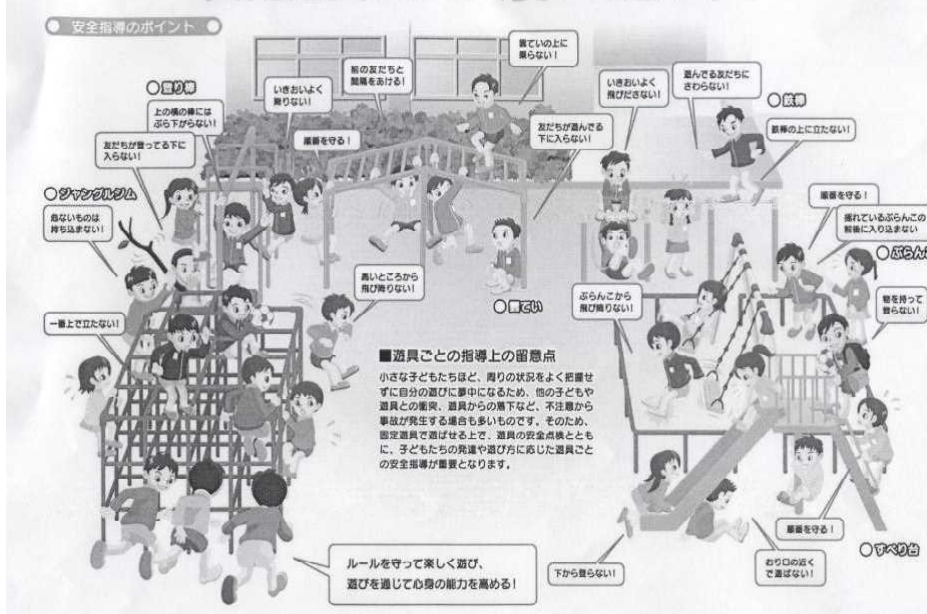 安全指導のポイント
●登り棒
上の横の棒には
ぶら下がらない!
友だちが登ってる下に
入らない!
いきおいよく
降りない!
順番を守る!
前の友だちと
間隔をあける!
雲ていの上に
乗らない!
友だちが遊んでる
下に入らない!
●雲てい
いきおいよく
飛びださない!
遊んでる友だちに
さわらない!
●鉄棒
鉄棒の上に立たない!
●ジャングルジム
危ないものは
持ち込まない!
一番上で立たない!
高いところから
飛び降りない!
順番を守る!
揺れているぶらんこの
前後に入り込まない
●ぶらんこ
ぶらんこから
飛び降りない!
物を持って
登らない!
■遊具ごとの指導上の留意点
小さな子どもたちほど、周りの状況をよく把握せ
ずに自分の遊びに夢中になるため、他の子どもや
遊具との衝突、遊具からの落下など、不注意から
事故が発生する場合も多いものです。そのため、
固定遊具で遊ばせる上で、遊具の安全点検ととも
に、子どもたちの発達や遊び方に応じた遊具ごと
の安全指導が重要となります。
順番を守る!
●すべり台
下から登らない!
おり口の近く
で遊ばない!
ルールを守って楽しく遊び、
遊びを通じて心身の能力を高める!